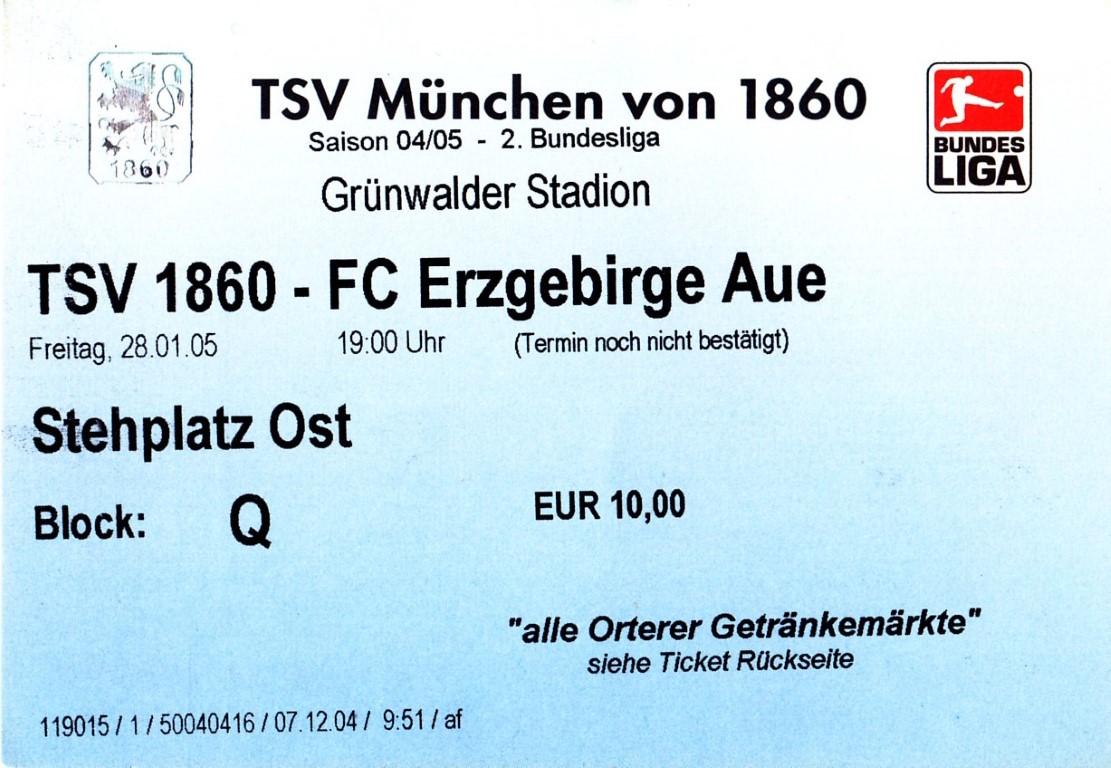 TSV München von 1860
Saison 04/05 - 2. Bundesliga
Grünwalder Stadion
1860
BUNDES
LIGA
TSV 1860 - FC Erzgebirge Aue
Freitag, 28.01.05 19:00 Uhr (Termin noch nicht bestätigt)
Stehplatz Ost
Block: Q EUR 10,00
"alle Orterer Getränkemärkte"
siehe Ticket Rückseite
119015 / 1 / 50040416 / 07.12.04 / 9:51 / af